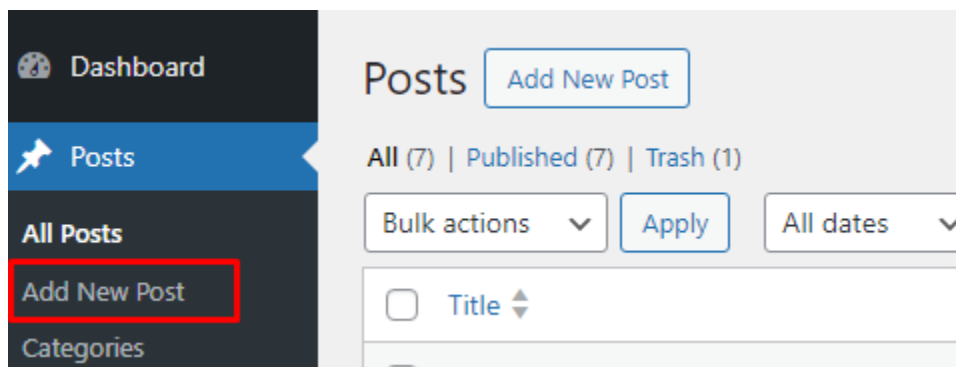 Dashboard
Posts
All Posts
Add New Post
Categories
Posts Add New Post
All (7) | Published (7) | Trash (1)
Bulk actions Apply All dates
Title